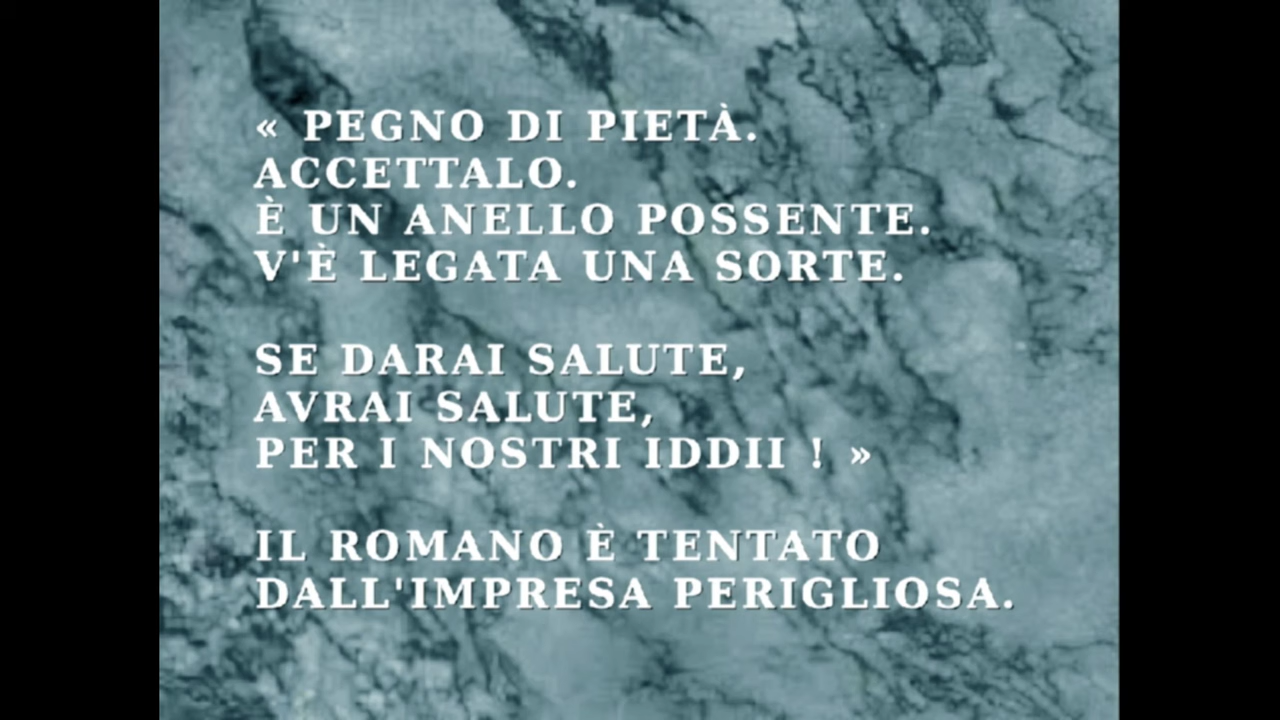 « PEGNO DI PIETÀ.
ACCETTALO.
È UN ANELLO POSSENTE.
V'È LEGATA UNA SORTE.
SE DARAI SALUTE,
AVRAI SALUTE,
PER I NOSTRI IDDII ! »
IL ROMANO È TENTATO
DALL'IMPRESA PERIGLIOSA.